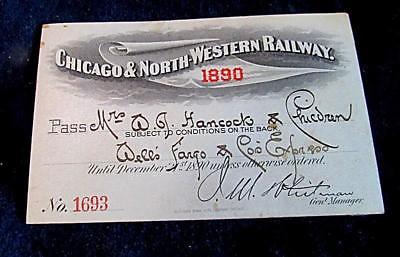 CHICAGO & NORTH-WESTERN RAILWAY.
1890
Pass Mrs W. J. Hancock & Children
SUBJECT TO CONDITIONS ON THE BACK
Wells Fargo & Co's Express
Until December 31st 1890 unless otherwise ordered.
No. 1693
J. M. Whitman
Gen'l Manager.